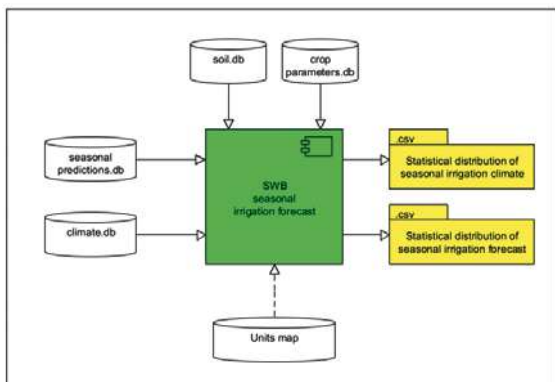 soil.db
crop
parameters.db
seasonal
predictions.db
climate.db
SWB
seasonal
irrigation forecast
.csv
Statistical distribution of
seasonal irrigation climate
.csv
Statistical distribution of
seasonal irrigation forecast
Units map